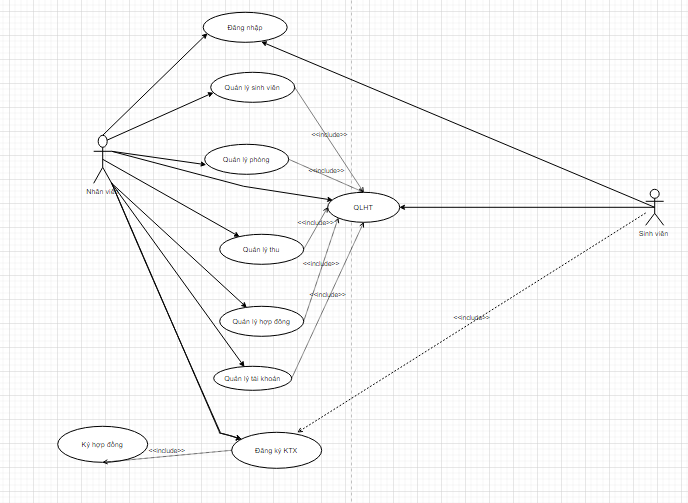 Đăng nhập
Quản lý sinh viên
<<include>>
Quản lý phòng
<<include>>
Nhân viên
QLHT
<<include>>
Sinh viên
Quản lý thu
<<include>>
<<include>>
Quản lý hợp đồng
<<include>>
Quản lý tài khoản
Ký hợp đồng
<<include>>
Đăng ký KTX